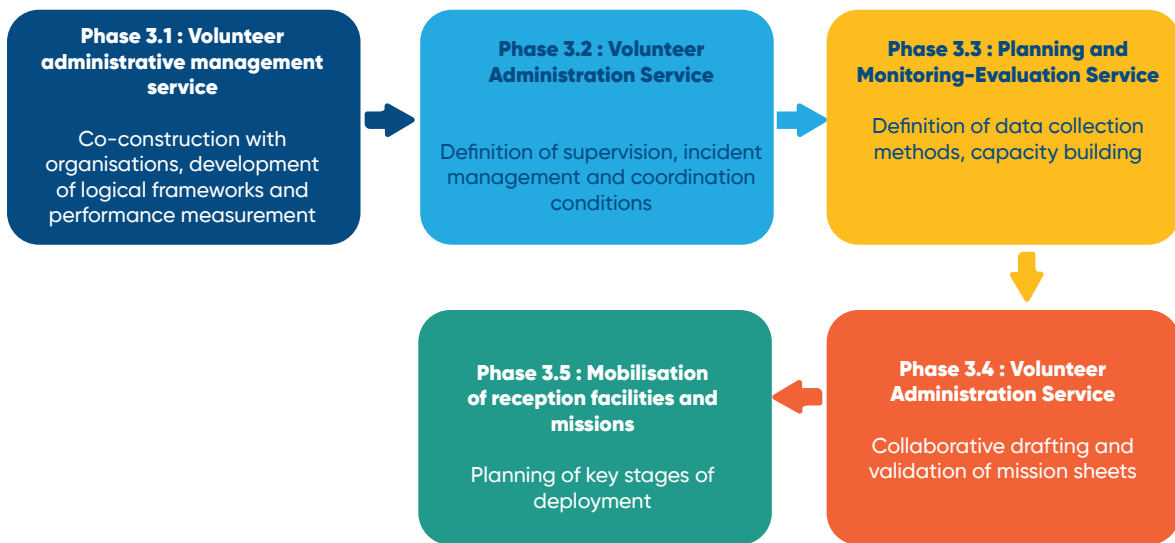 Phase 3.1 : Volunteer
administrative management
service
Co-construction with
organisations, development
of logical frameworks and
performance measurement
Phase 3.2 : Volunteer
Administration Service
Definition of supervision, incident
management and coordination
conditions
Phase 3.3 : Planning and
Monitoring-Evaluation Service
Definition of data collection
methods, capacity building
Phase 3.4 : Volunteer
Administration Service
Collaborative drafting and
validation of mission sheets
Phase 3.5 : Mobilisation
of reception facilities and
missions
Planning of key stages of
deployment